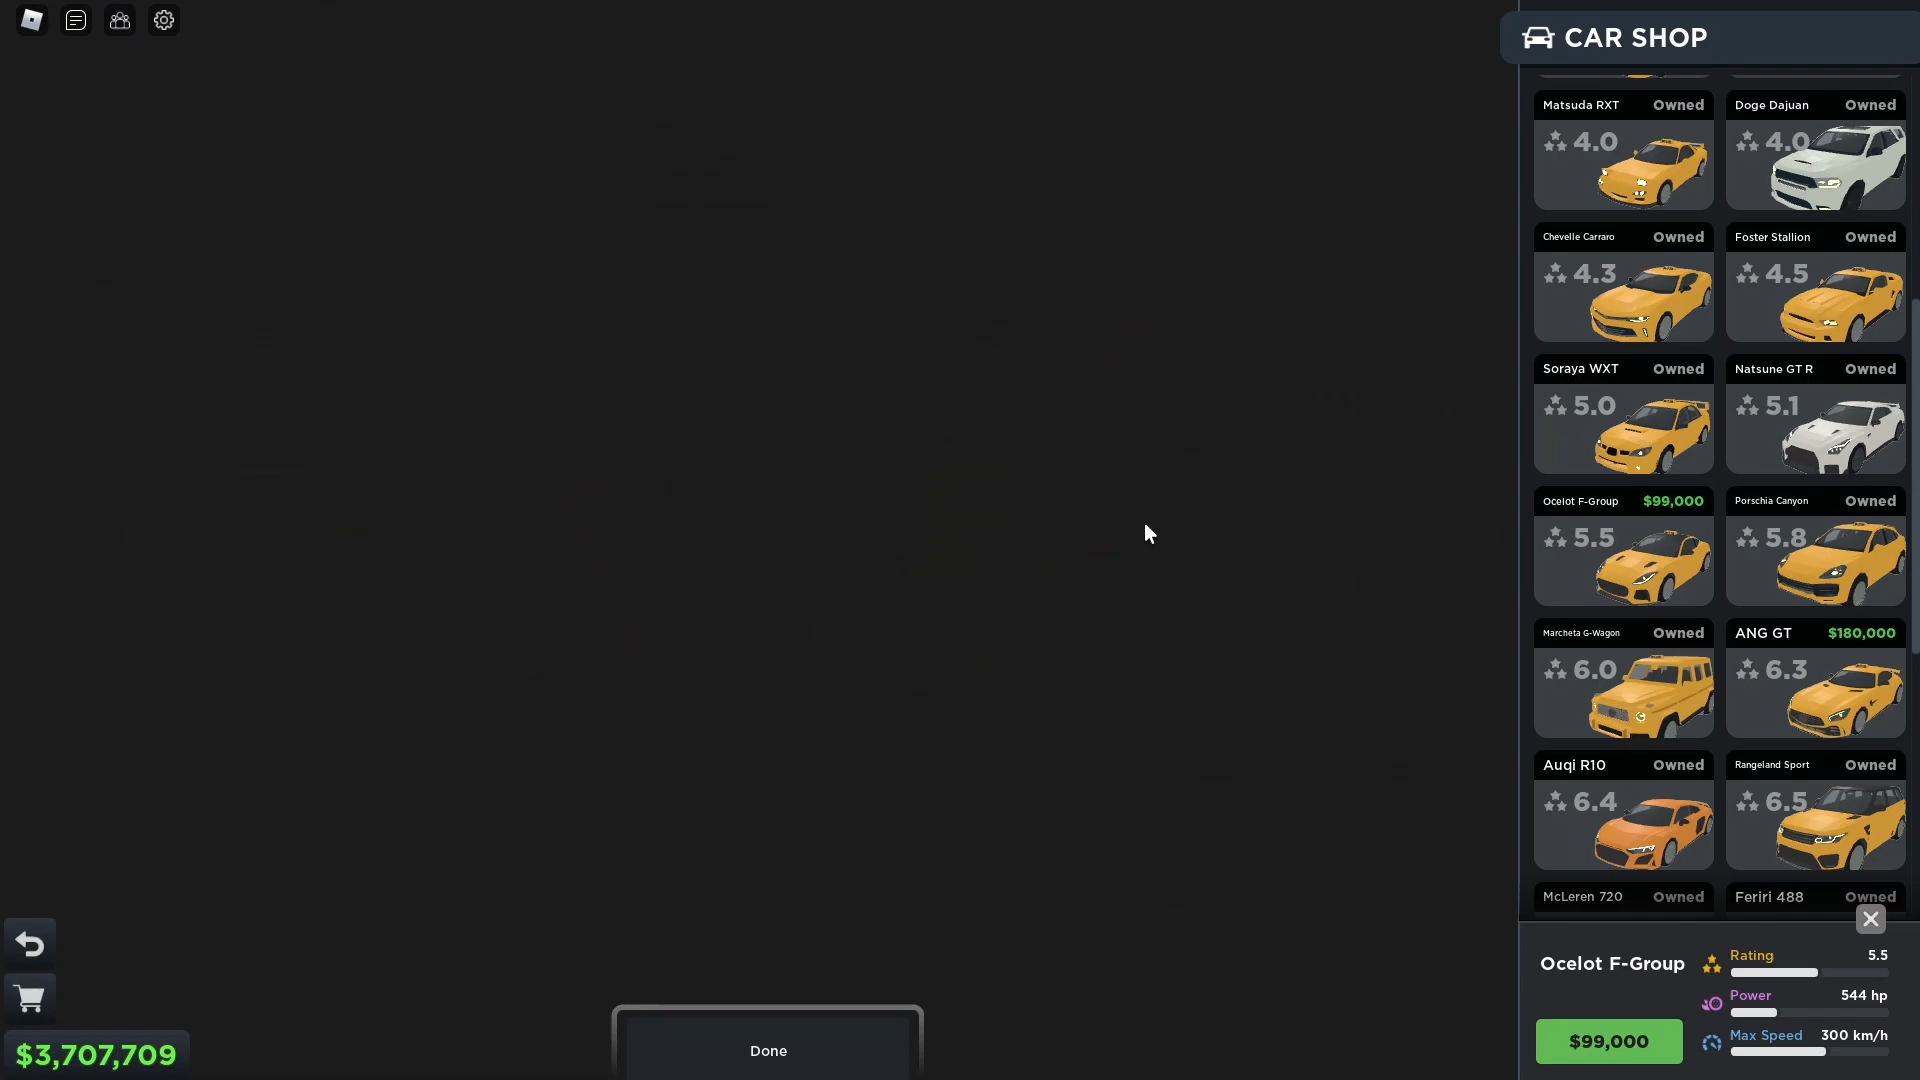 CAR SHOP
Matsuda RXT Owned
4.0
Doge Dajuan Owned
4.0
Chevelle Carraro Owned
4.3
Foster Stallion Owned
4.5
Soraya WXT Owned
5.0
Natsune GT R Owned
5.1
Ocelot F-Group $99,000
5.5
Porschia Canyon Owned
5.8
Marcheta G-Wagon Owned
6.0
ANG GT $180,000
6.3
Auqi R10 Owned
6.4
Rangeland Sport Owned
6.5
McLeren 720 Owned
Feriri 488 Owned
Ocelot F-Group
$99,000
Rating 5.5
Power 544 hp
Max Speed 300 km/h
$3,707,709
Done